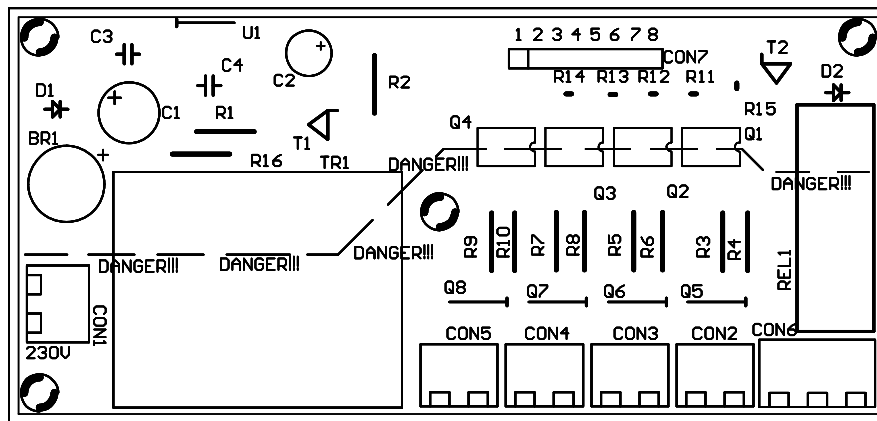 U1
C3
1 2 3 4 5 6 7 8
T2
CON7
C4
C2
R2
R14 R13 R12 R11
D2
D1
R1
C1
R15
BR1
T1
Q4
Q1
R16
TR1
DANGER!!!
DANGER!!!
Q3
Q2
R9
R10
R7
R8
R5
R6
R3
R4
DANGER!!!
DANGER!!!
DANGER!!!
REL1
Q8
Q7
Q6
Q5
CON1
230V
CON5
CON4
CON3
CON2
CON6